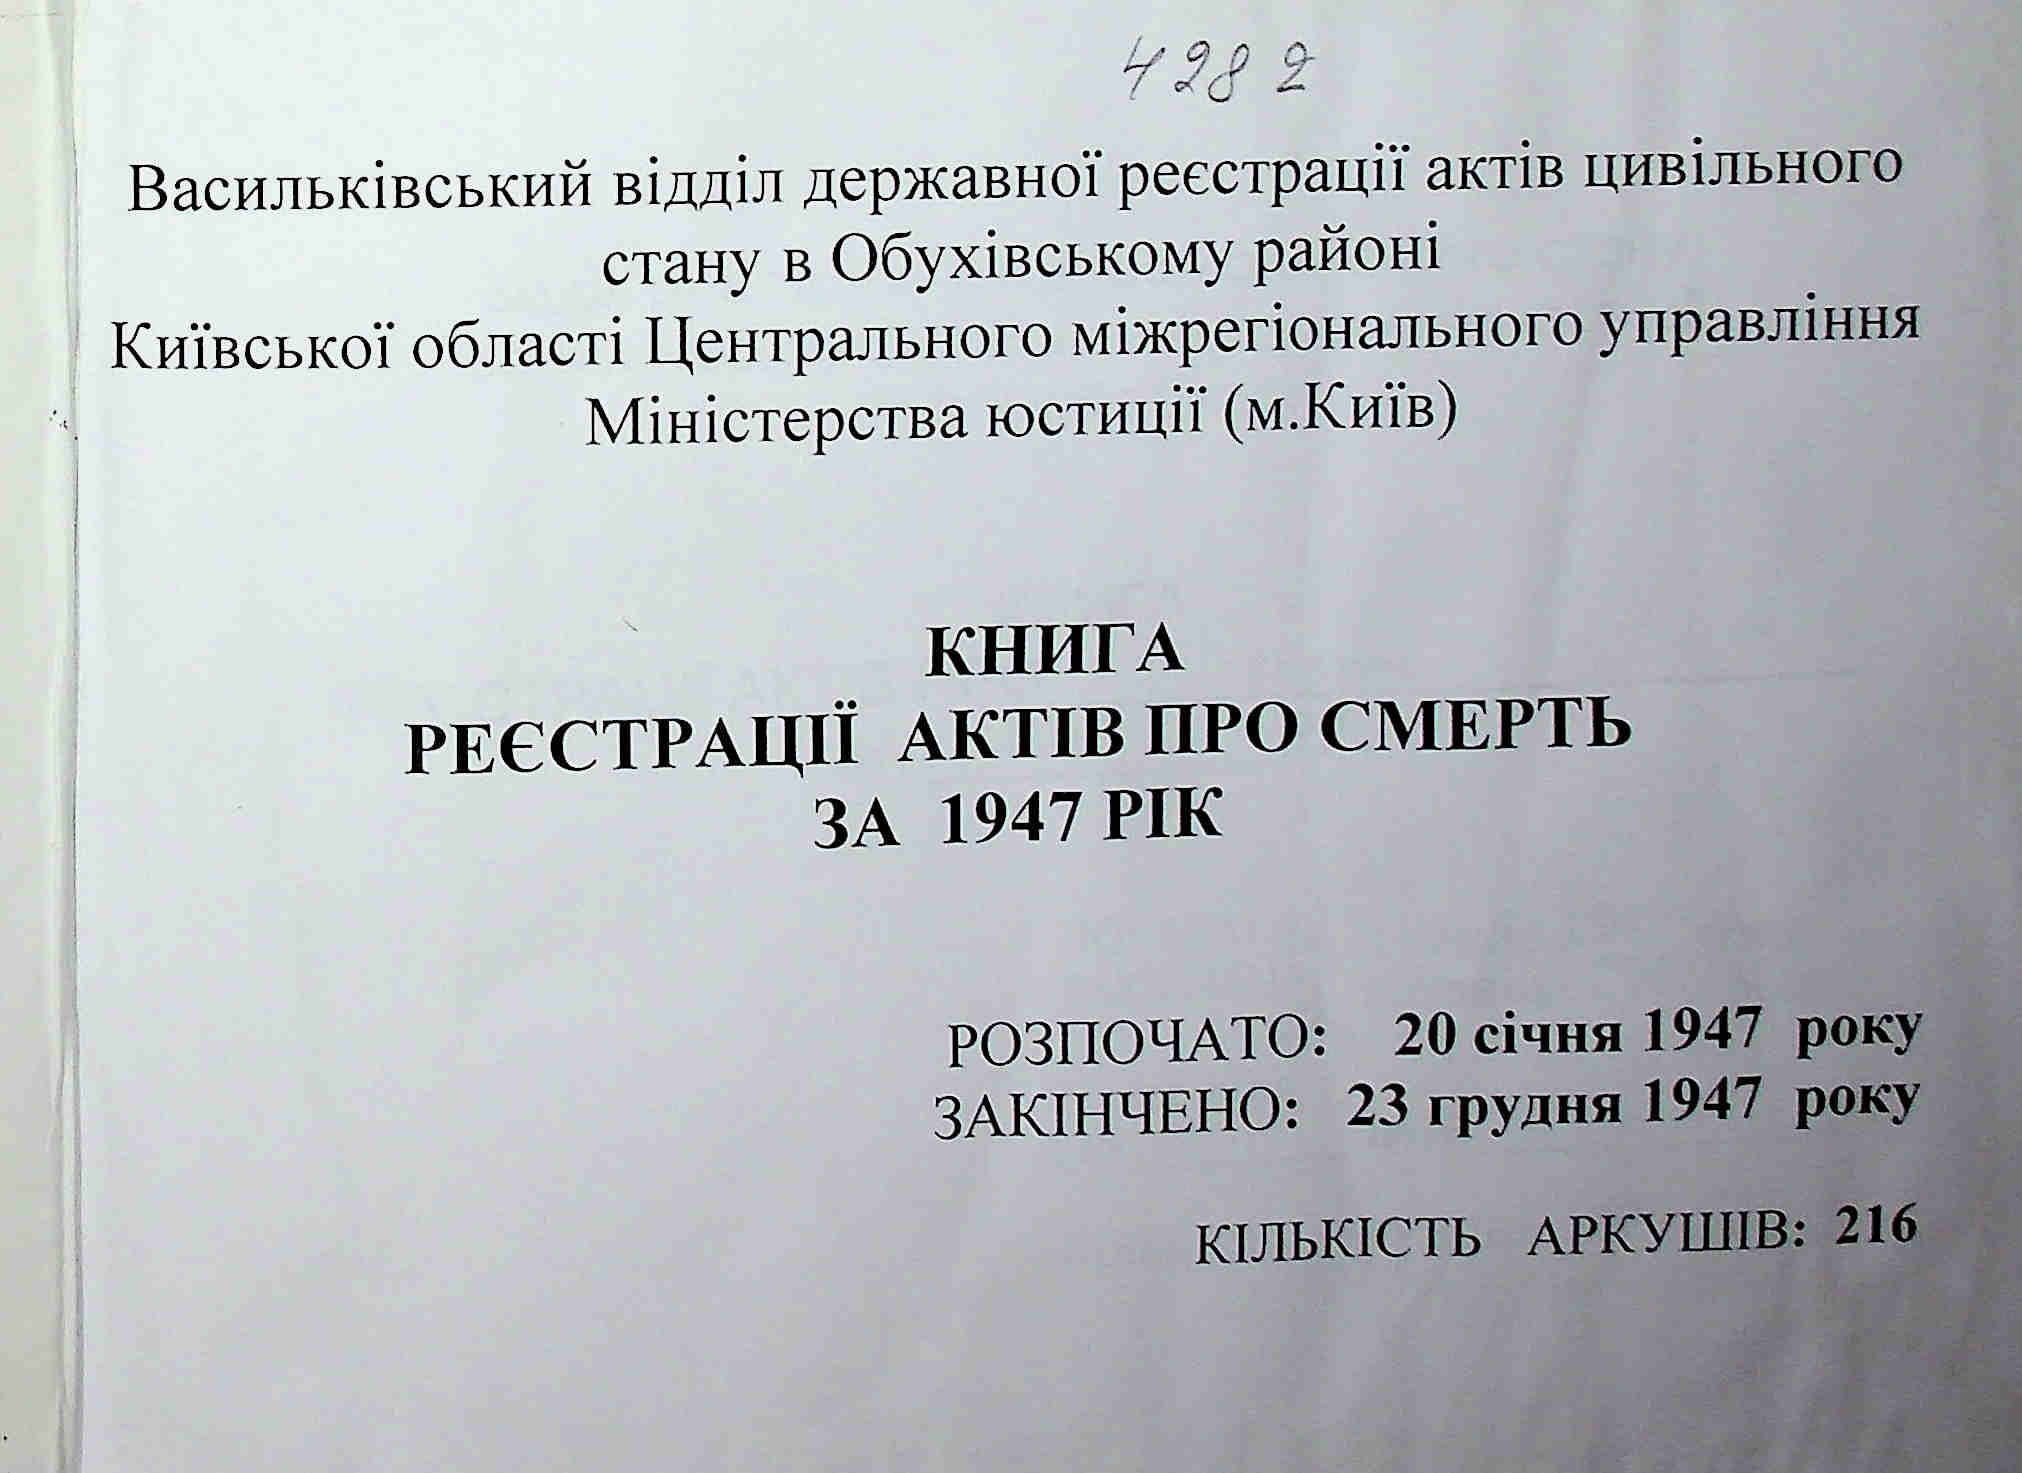 4282
Васильківський відділ державної реєстрації актів цивільного
стану в Обухівському районі
Київської області Центрального міжрегіонального управління
Міністерства юстиції (м.Київ)
КНИГА
РЕЄСТРАЦІЇ АКТІВ ПРО СМЕРТЬ
ЗА 1947 РІК
РОЗПОЧАТО: 20 січня 1947 року
ЗАКІНЧЕНО: 23 грудня 1947 року
КІЛЬКІСТЬ АРКУШІВ: 216